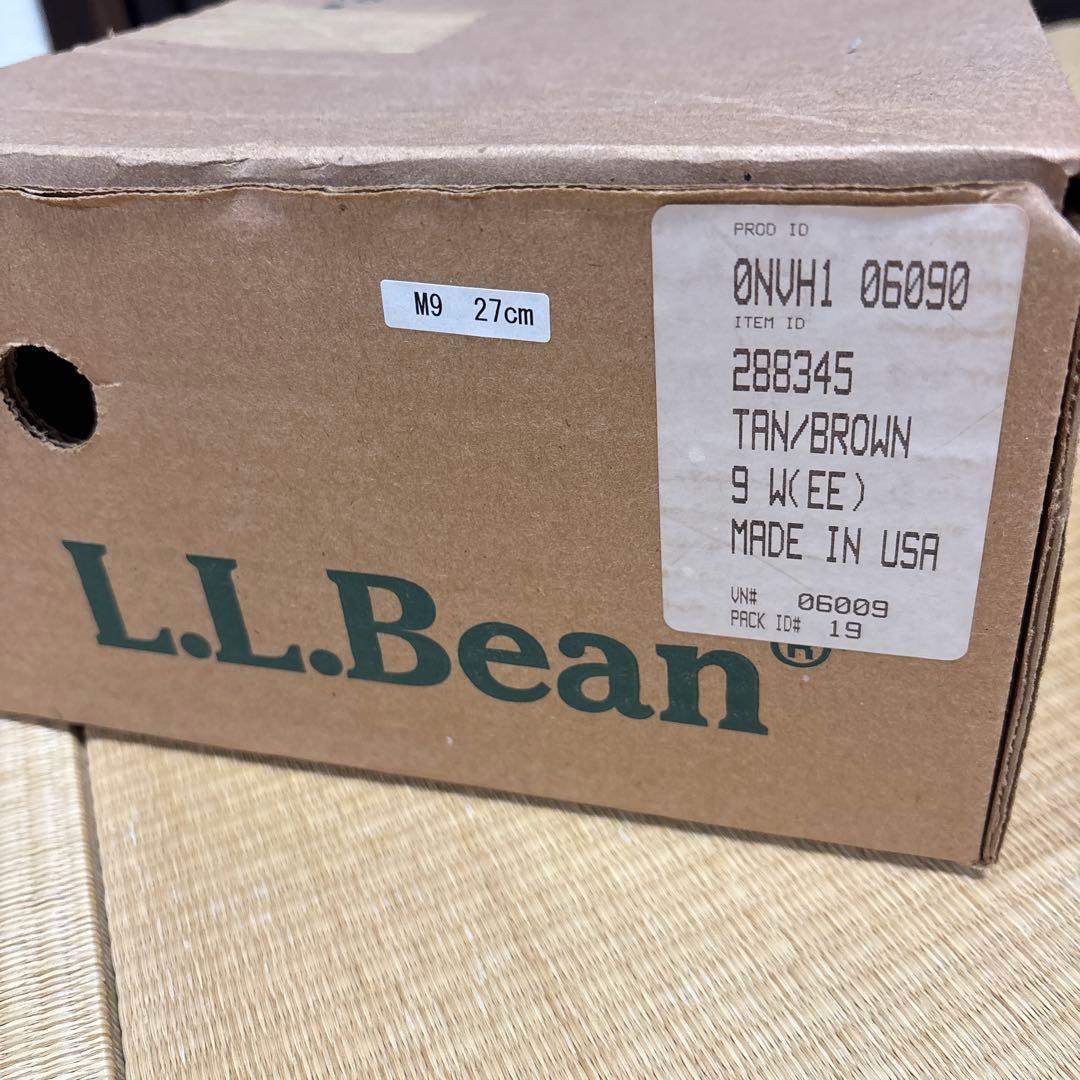 M9 27cm
PROD ID
0NVH1 06090
ITEM ID
288345
TAN/BROWN
9 W(EE)
MADE IN USA
VN# 06009
PACK ID# 19
L.L.Bean®